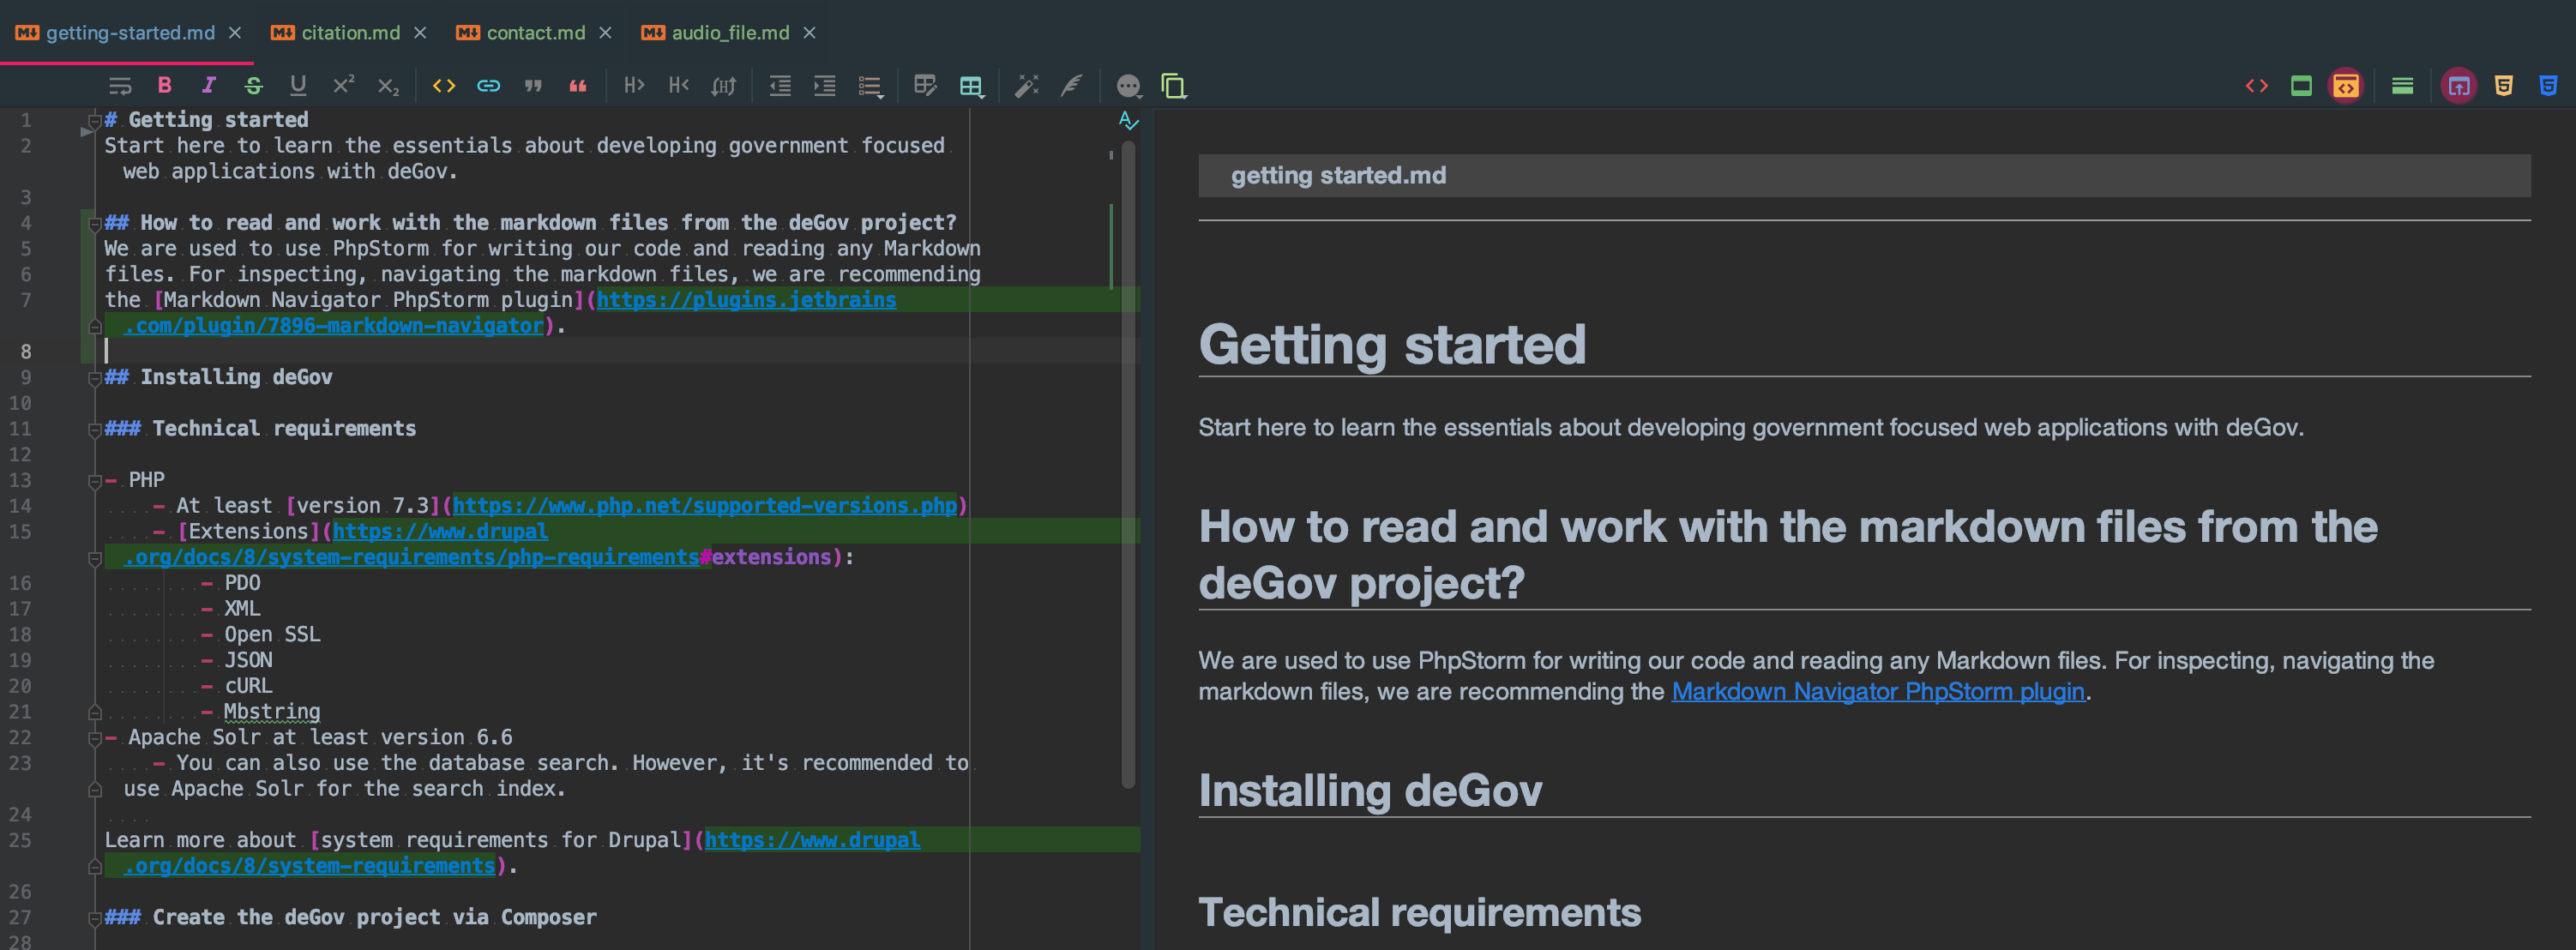 getting-started.md
citation.md
contact.md
audio_file.md
1 # Getting started
2 Start here to learn the essentials about developing government focused
web applications with deGov.
3
4 ## How to read and work with the markdown files from the deGov project?
5 We are used to use PhpStorm for writing our code and reading any Markdown
6 files. For inspecting, navigating the markdown files, we are recommending
7 the [Markdown Navigator PhpStorm plugin](https://plugins.jetbrains
.com/plugin/7896-markdown-navigator).
8
9 ## Installing deGov
10
11 ### Technical requirements
12
13 - PHP
14 - At least [version 7.3](https://www.php.net/supported-versions.php)
15 - [Extensions](https://www.drupal
.org/docs/8/system-requirements/php-requirements#extensions):
16 - PDO
17 - XML
18 - Open SSL
19 - JSON
20 - cURL
21 - Mbstring
22 - Apache Solr at least version 6.6
23 - You can also use the database search. However, it's recommended to
use Apache Solr for the search index.
24
25 Learn more about [system requirements for Drupal](https://www.drupal
.org/docs/8/system-requirements).
26
27 ### Create the deGov project via Composer
28
getting started.md
Getting started
Start here to learn the essentials about developing government focused web applications with deGov.
How to read and work with the markdown files from the
deGov project?
We are used to use PhpStorm for writing our code and reading any Markdown files. For inspecting, navigating the
markdown files, we are recommending the Markdown Navigator PhpStorm plugin.
Installing deGov
Technical requirements